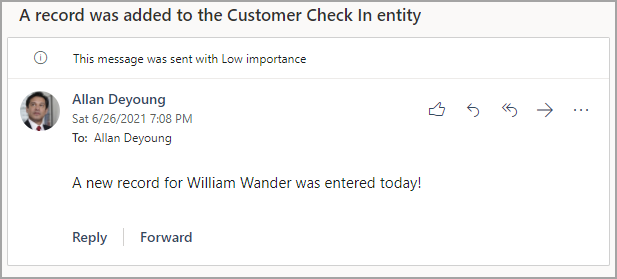 A record was added to the Customer Check In entity
This message was sent with Low importance
Allan Deyoung
Sat 6/26/2021 7:08 PM
To: Allan Deyoung
A new record for William Wander was entered today!
Reply Forward